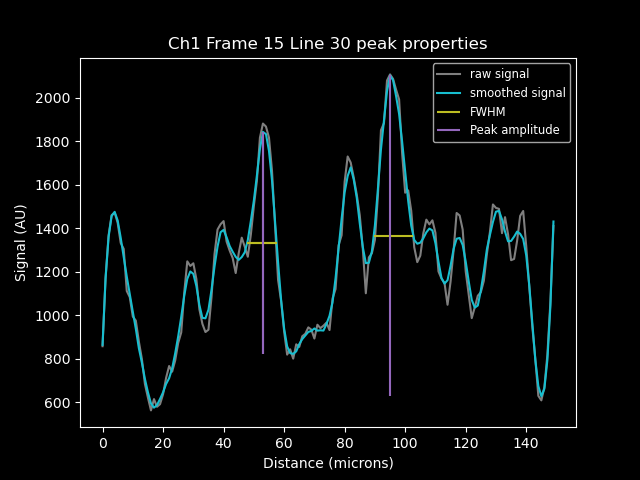 Ch1 Frame 15 Line 30 peak properties
raw signal
smoothed signal
FWHM
Peak amplitude
Signal (AU)
2000
1800
1600
1400
1200
1000
800
600
0 20 40 60 80 100 120 140
Distance (microns)